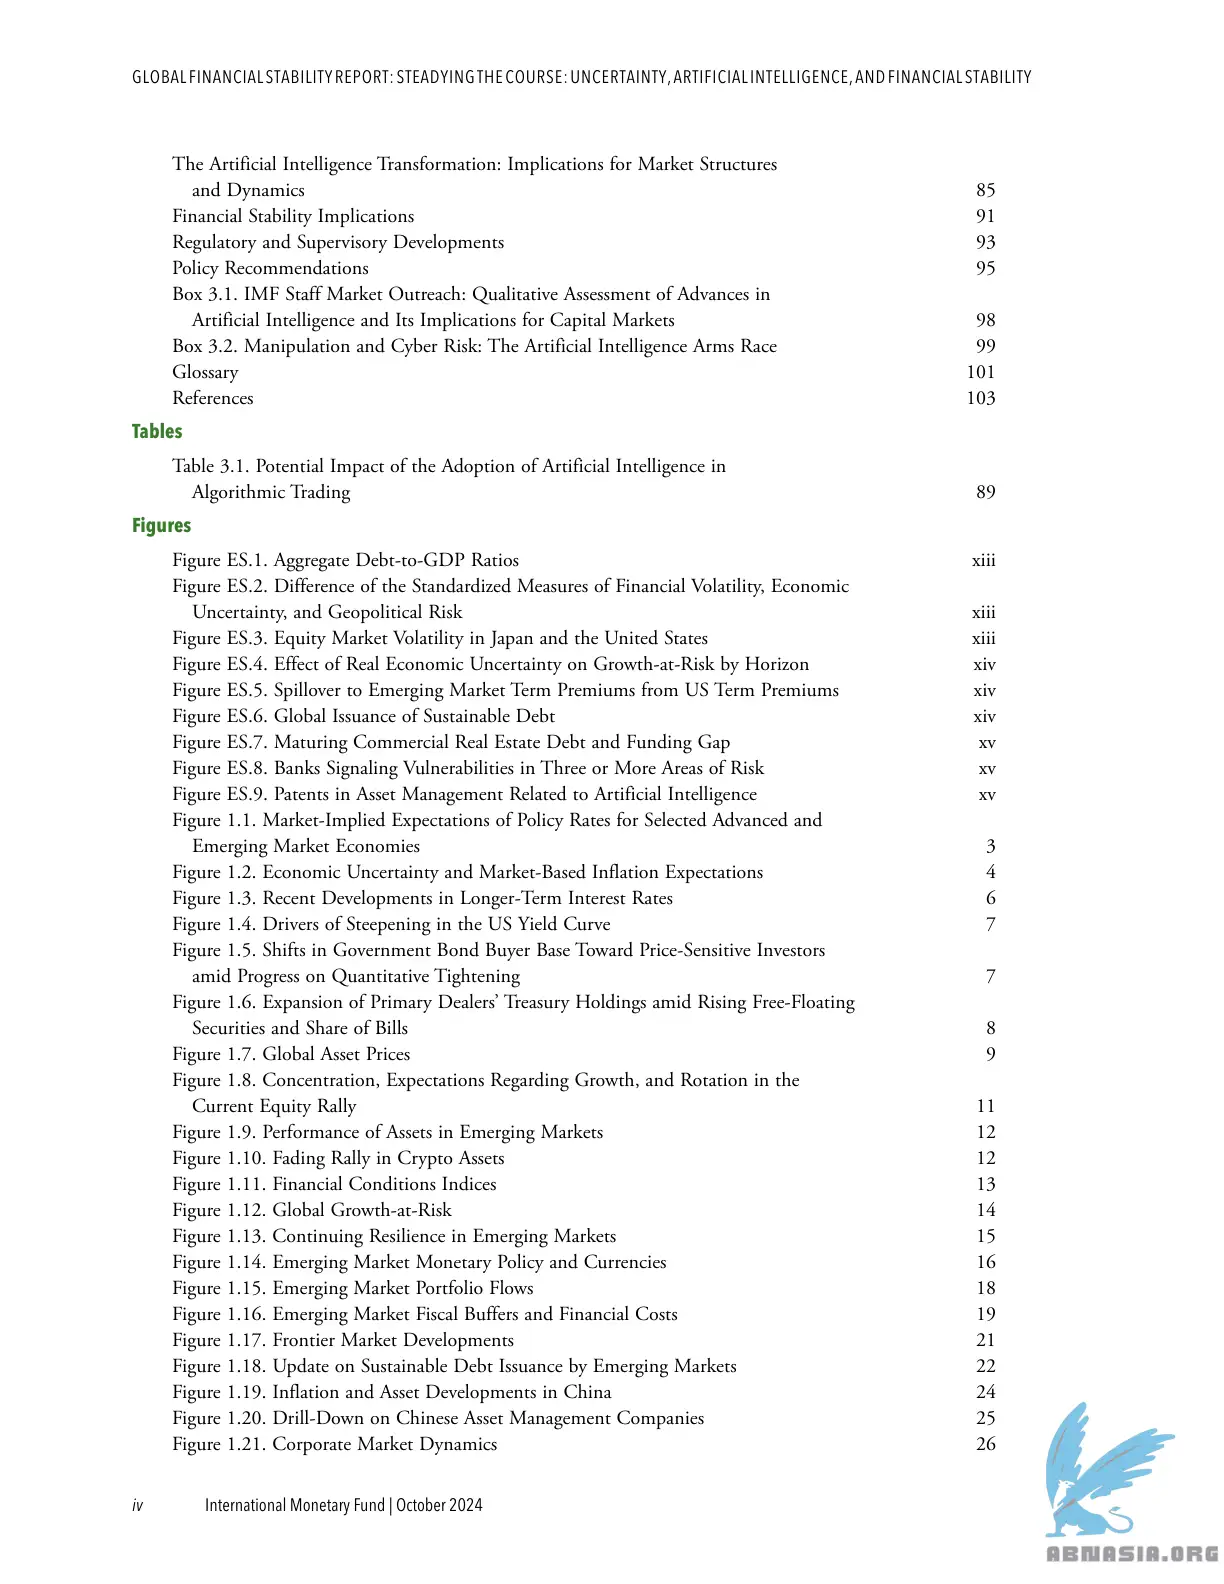 GLOBAL FINANCIAL STABILITY REPORT: STEADYING THE COURSE: UNCERTAINTY, ARTIFICIAL INTELLIGENCE, AND FINANCIAL STABILITY
The Artificial Intelligence Transformation: Implications for Market Structures
and Dynamics 85
Financial Stability Implications 91
Regulatory and Supervisory Developments 93
Policy Recommendations 95
Box 3.1. IMF Staff Market Outreach: Qualitative Assessment of Advances in
Artificial Intelligence and Its Implications for Capital Markets 98
Box 3.2. Manipulation and Cyber Risk: The Artificial Intelligence Arms Race 99
Glossary 101
References 103
Tables
Table 3.1. Potential Impact of the Adoption of Artificial Intelligence in
Algorithmic Trading 89
Figures
Figure ES.1. Aggregate Debt-to-GDP Ratios xiii
Figure ES.2. Difference of the Standardized Measures of Financial Volatility, Economic
Uncertainty, and Geopolitical Risk xiii
Figure ES.3. Equity Market Volatility in Japan and the United States xiii
Figure ES.4. Effect of Real Economic Uncertainty on Growth-at-Risk by Horizon xiv
Figure ES.5. Spillover to Emerging Market Term Premiums from US Term Premiums xiv
Figure ES.6. Global Issuance of Sustainable Debt xiv
Figure ES.7. Maturing Commercial Real Estate Debt and Funding Gap xv
Figure ES.8. Banks Signaling Vulnerabilities in Three or More Areas of Risk xv
Figure ES.9. Patents in Asset Management Related to Artificial Intelligence xv
Figure 1.1. Market-Implied Expectations of Policy Rates for Selected Advanced and
Emerging Market Economies 3
Figure 1.2. Economic Uncertainty and Market-Based Inflation Expectations 4
Figure 1.3. Recent Developments in Longer-Term Interest Rates 6
Figure 1.4. Drivers of Steepening in the US Yield Curve 7
Figure 1.5. Shifts in Government Bond Buyer Base Toward Price-Sensitive Investors
amid Progress on Quantitative Tightening 7
Figure 1.6. Expansion of Primary Dealers’ Treasury Holdings amid Rising Free-Floating
Securities and Share of Bills 8
Figure 1.7. Global Asset Prices 9
Figure 1.8. Concentration, Expectations Regarding Growth, and Rotation in the
Current Equity Rally 11
Figure 1.9. Performance of Assets in Emerging Markets 12
Figure 1.10. Fading Rally in Crypto Assets 12
Figure 1.11. Financial Conditions Indices 13
Figure 1.12. Global Growth-at-Risk 14
Figure 1.13. Continuing Resilience in Emerging Markets 15
Figure 1.14. Emerging Market Monetary Policy and Currencies 16
Figure 1.15. Emerging Market Portfolio Flows 18
Figure 1.16. Emerging Market Fiscal Buffers and Financial Costs 19
Figure 1.17. Frontier Market Developments 21
Figure 1.18. Update on Sustainable Debt Issuance by Emerging Markets 22
Figure 1.19. Inflation and Asset Developments in China 24
Figure 1.20. Drill-Down on Chinese Asset Management Companies 25
Figure 1.21. Corporate Market Dynamics 26
iv International Monetary Fund | October 2024
ABNASIA.ORG